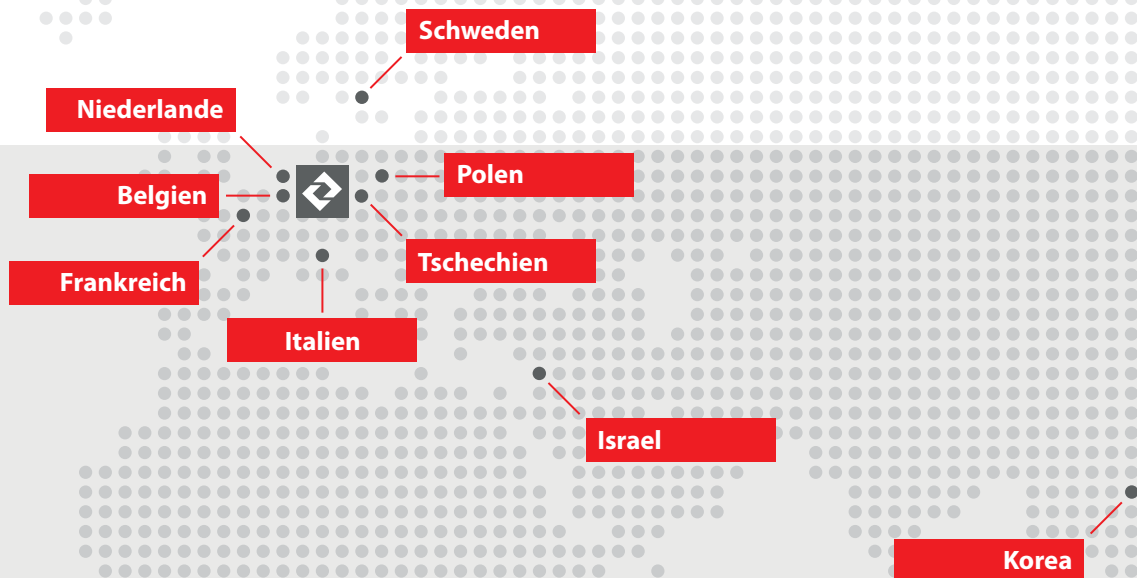 Schweden
Niederlande
Polen
Belgien
Tschechien
Frankreich
Italien
Israel
Korea